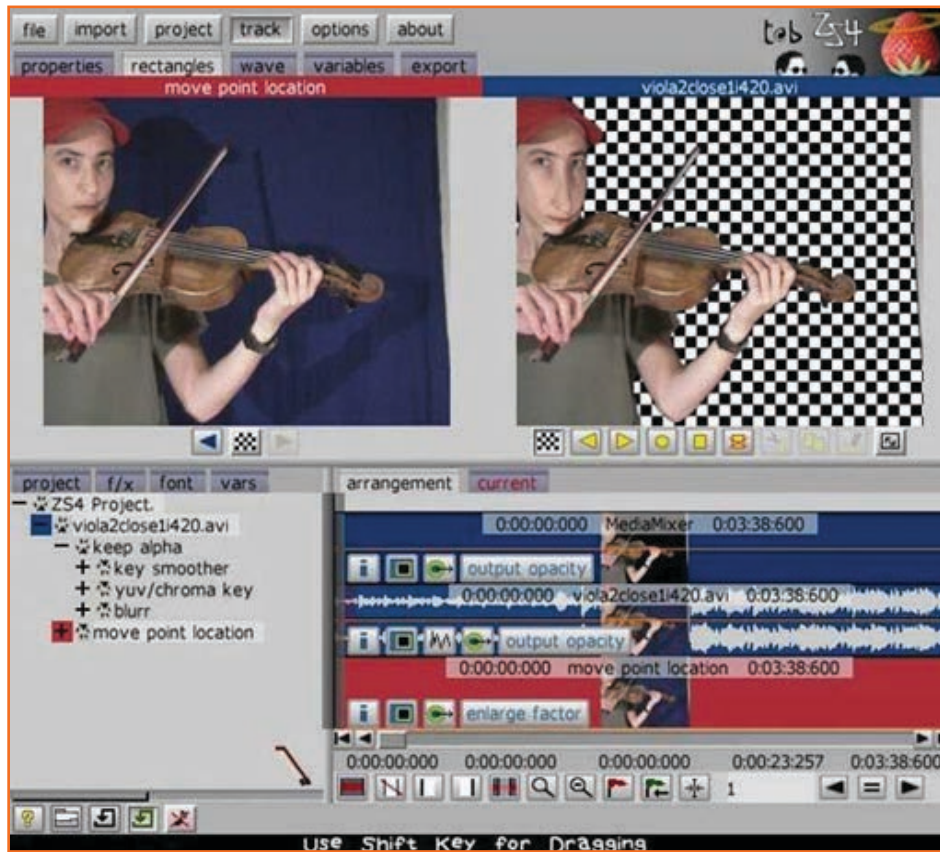 file import project track options about
tab ZS4
properties rectangles wave variables export
move point location
viola2close1i420.avi
project f/x font vars
ZS4 Project.
viola2close1i420.avi
keep alpha
key smoother
yuv/chroma key
blurr
move point location
arrangement current
0:00:00:000 MediaMixer 0:03:38:600
i output opacity
0:00:00:000 viola2close1i420.avi 0:03:38:600
i output opacity
0:00:00:000 move point location 0:03:38:600
i enlarge factor
0:00:00:000 0:00:00:000 0:00:00:000 0:00:23:257 0:03:38:600
1
Use Shift Key for Dragging